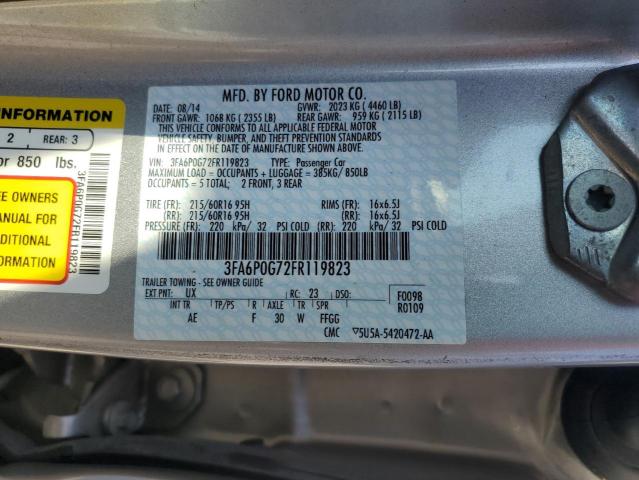 MFD. BY FORD MOTOR CO.
DATE: 08/14 GVWR: 2023 KG ( 4460 LB)
FRONT GAWR: 1068 KG ( 2355 LB) REAR GAWR: 959 KG ( 2115 LB)
THIS VEHICLE CONFORMS TO ALL APPLICABLE FEDERAL MOTOR
VEHICLE SAFETY, BUMPER, AND THEFT PREVENTION STANDARDS
IN EFFECT ON THE DATE OF MANUFACTURE SHOWN ABOVE.
VIN: 3FA6P0G72FR119823 TYPE: Passenger Car
MAXIMUM LOAD = OCCUPANTS + LUGGAGE = 385KG/ 850LB
OCCUPANTS = 5 TOTAL; 2 FRONT, 3 REAR
TIRE (FR): 215/60R16 95H RIMS (FR): 16x6.5J
(RR): 215/60R16 95H (RR): 16x6.5J
PRESSURE (FR): 220 kPa/ 32 PSI COLD (RR): 220 kPa/ 32 PSI COLD
3FA6P0G72FR119823
TRAILER TOWING - SEE OWNER GUIDE
EXT PNT: UX RC: 23 DSO:
INT TR TP/PS R AXLE TR SPR
AE F 30 W FFGG
F0098
R0109
CMC ▽5U5A-5420472-AA
INFORMATION
2 REAR: 3
or 850 lbs.
EE OWNERS
ANUAL FOR
DDITIONAL
FORMATION
3FA6P0G72FR119823